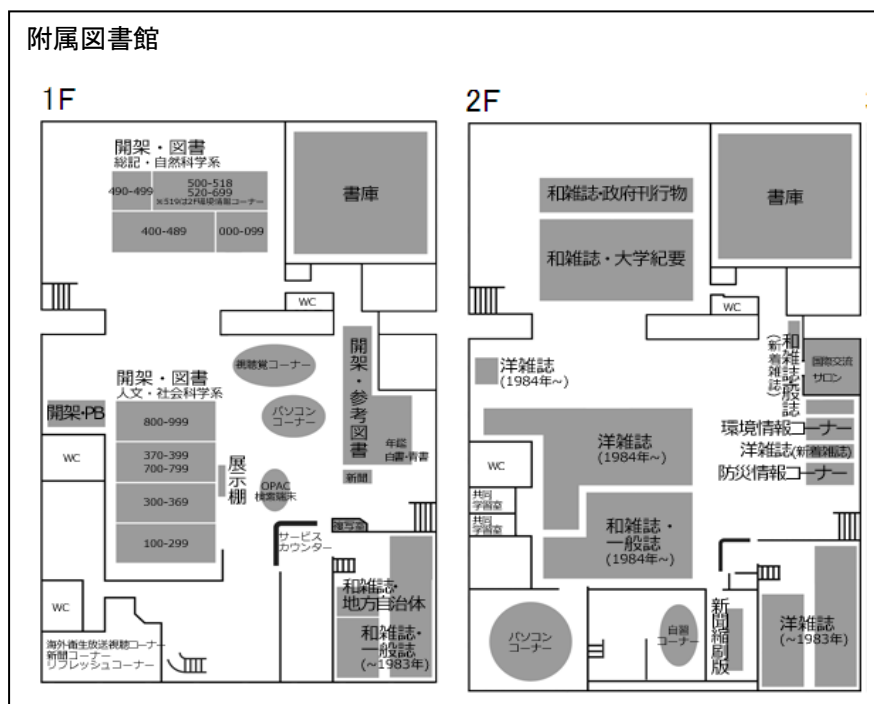 附属図書館
1F
開架・図書
総記・自然科学系
490-499
500-518
520-699
※519は2F環境情報コーナー
400-489
000-099
書庫
WC
視聴覚コーナー
パソコン
コーナー
開架・参考図書
年鑑
白書・青書
新聞
開架・図書
人文・社会科学系
開架・PB
800-999
370-399
700-799
300-369
100-299
WC
展示棚
OPAC
検索端末
サービス
カウンター
複写室
和雑誌・
地方自治体
和雑誌・
一般誌
(~1983年)
WC
海外衛生放送視聴コーナー
新聞コーナー
リフレッシュコーナー
2F
和雑誌・政府刊行物
和雑誌・大学紀要
書庫
WC
和雑誌・一般誌
(新着雑誌)
国際交流
サロン
洋雑誌
(1984年~)
洋雑誌
(1984年~)
環境情報コーナー
洋雑誌(新着雑誌)
防災情報コーナー
WC
共同
学習室
共同
学習室
和雑誌・
一般誌
(1984年~)
パソコン
コーナー
自習
コーナー
新聞縮刷版
洋雑誌
(~1983年)